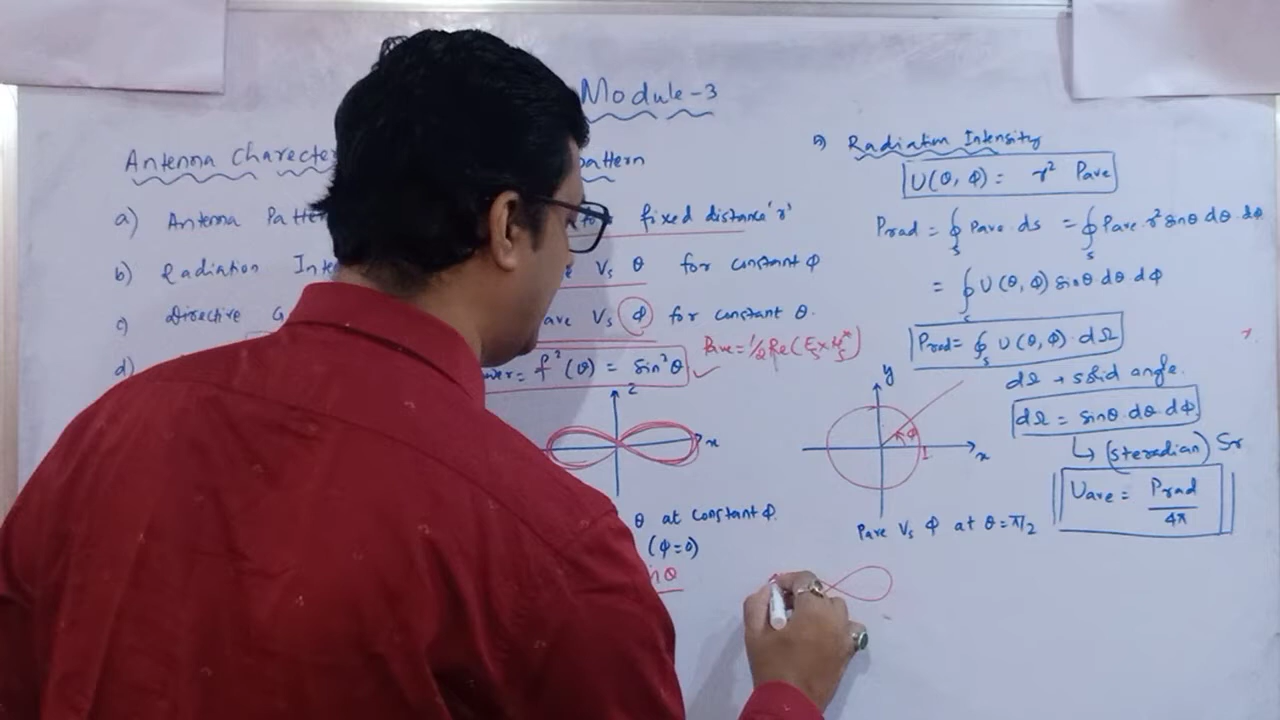 Module-3
Antenna Charecte pattern
a) Antenna Patte fixed distance 'r'
b) Radiation Inte Vs θ for constant Φ
c) Directive G ave Vs Φ for constant θ.
d) wer = f²(θ) = sin²θ
Pave = 1/2 Re(Es × Hs*)
z
x
θ at constant Φ.
(Φ=0)
inθ
Radiation Intensity
U(θ, Φ) = r² Pave
Prad = ∮s Pave. ds = ∮s Pave. r² sinθ dθ. dΦ
= ∮s U(θ, Φ) sinθ dθ dΦ
Prad = ∮s U(θ, Φ). dΩ
dΩ → solid angle.
dΩ = sinθ. dθ. dΦ
↳ (steradian) Sr
Uave = Prad / 4π
y
Φ
1
x
Pave Vs Φ at θ = π/2